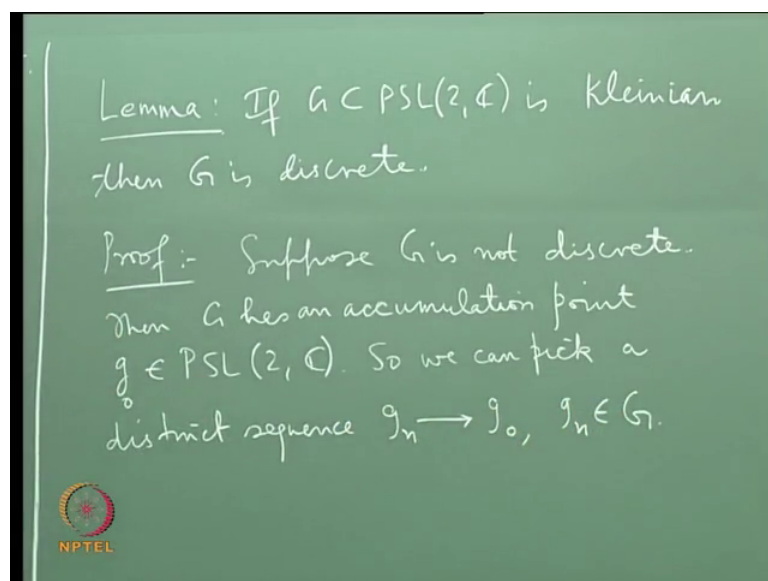 Lemma: If G ⊂ PSL(2, ℂ) is Kleinian
then G is discrete.
Proof:- Suppose G is not discrete.
Then G has an accumulation point
g₀ ∈ PSL(2, ℂ). So we can pick a
distinct sequence gₙ ⟶ g₀, gₙ ∈ G.
NPTEL